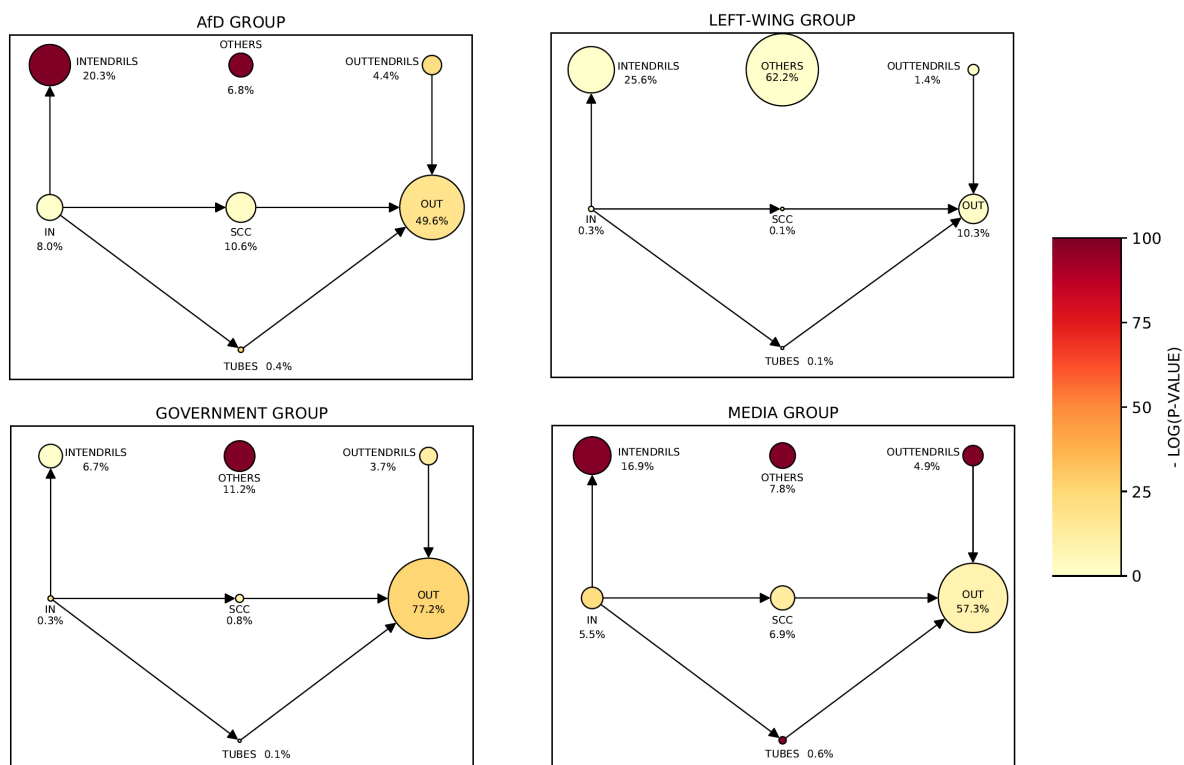 AfD GROUP
OTHERS
INTENDRILS
20.3%
6.8%
OUTTENDRILS
4.4%
OUT
49.6%
IN
8.0%
SCC
10.6%
TUBES 0.4%
LEFT-WING GROUP
INTENDRILS
25.6%
OTHERS
62.2%
OUTTENDRILS
1.4%
IN
0.3%
SCC
0.1%
OUT
10.3%
TUBES 0.1%
GOVERNMENT GROUP
INTENDRILS
6.7%
OTHERS
11.2%
OUTTENDRILS
3.7%
IN
0.3%
SCC
0.8%
OUT
77.2%
TUBES 0.1%
MEDIA GROUP
INTENDRILS
16.9%
OTHERS
7.8%
OUTTENDRILS
4.9%
IN
5.5%
SCC
6.9%
OUT
57.3%
TUBES 0.6%
100
75
50
25
0
- LOG(P-VALUE)